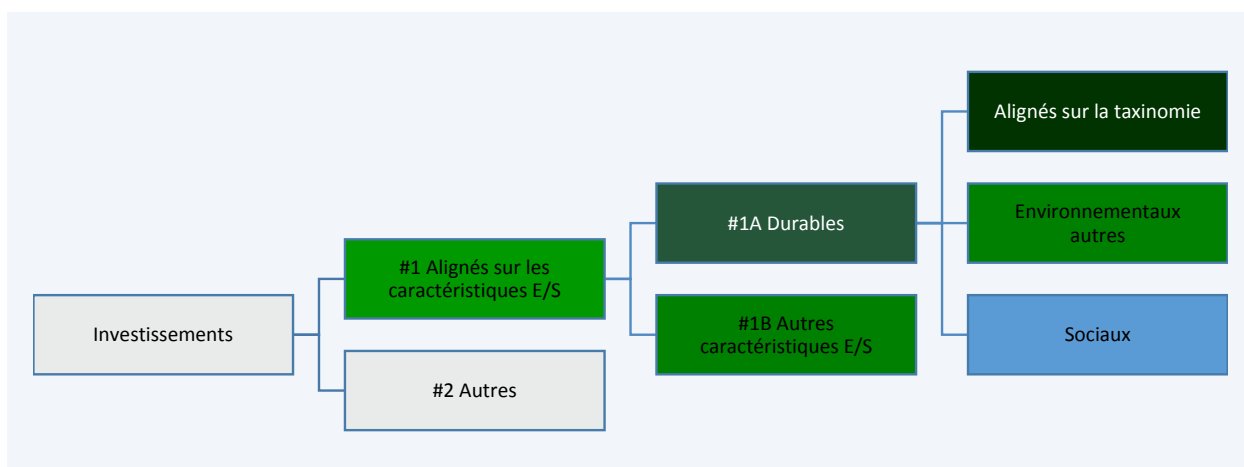 Investissements
#1 Alignés sur les
caractéristiques E/S
#2 Autres
#1A Durables
#1B Autres
caractéristiques E/S
Alignés sur la taxinomie
Environnementaux
autres
Sociaux